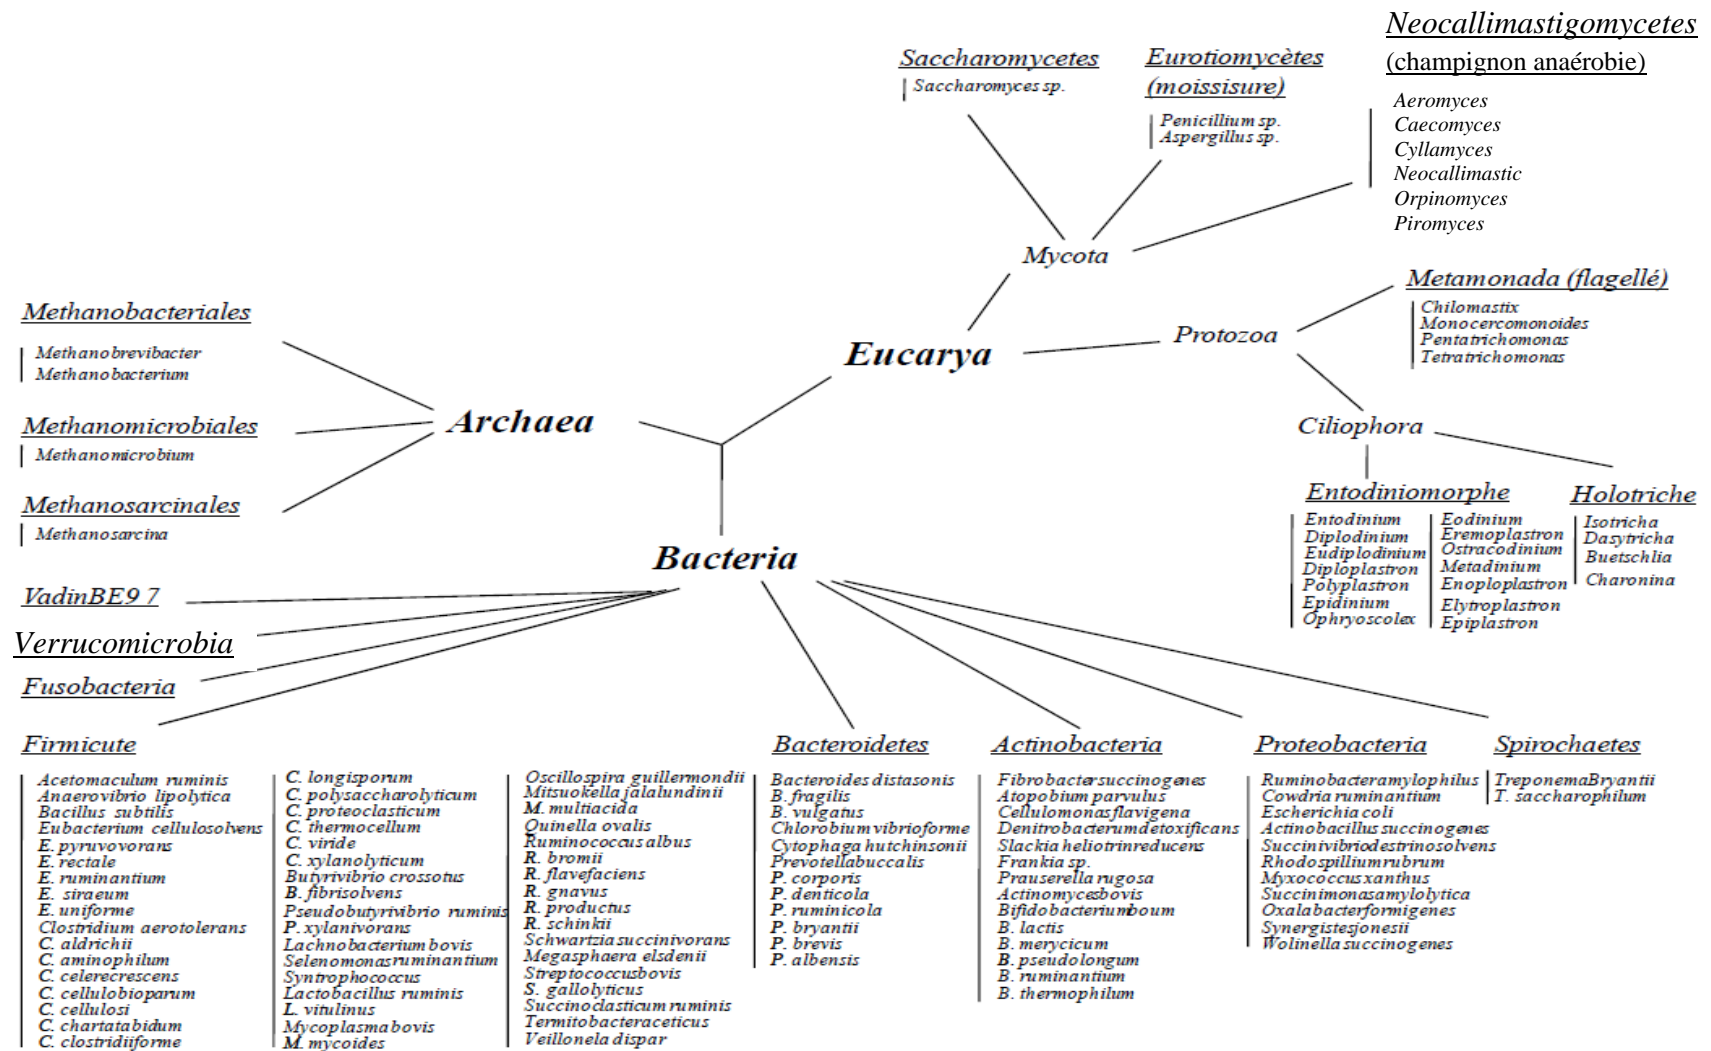 Neocallimastigomycetes
(champignon anaérobie)
Aeromyces
Caecomyces
Cyllamyces
Neocallimastic
Orpinomyces
Piromyces
Saccharomycetes
Saccharomyces sp.
Eurotiomycètes
(moissisure)
Penicillium sp.
Aspergillus sp.
Mycota
Metamonada (flagellé)
Chilomastix
Monocercomonoides
Pentatrichomonas
Tetratrichomonas
Protozoa
Eucarya
Methanobacteriales
Methanobrevibacter
Methanobacterium
Archaea
Methanomicrobiales
Methanomicrobium
Methanosarcinales
Methanosarcina
Ciliophora
Entodiniomorphe
Entodinium
Diplodinium
Eudiplodinium
Diploplastron
Polyplastron
Epidinium
Ophryoscolex
Eodinium
Eremoplastron
Ostracodinium
Metadinium
Enoploplastron
Elytroplastron
Epiplastron
Holotriche
Isotricha
Dasytricha
Buetschlia
Charonina
Bacteria
VadinBE9 7
Verrucomicrobia
Fusobacteria
Firmicute
Acetomaculum ruminis
Anaerovibrio lipolytica
Bacillus subtilis
Eubacterium cellulosolvens
E. pyruvovorans
E. rectale
E. ruminantium
E. siraeum
E. uniforme
Clostridium aerotolerans
C. aldrichii
C. aminophilum
C. celerecrescens
C. cellulobioparum
C. cellulosi
C. chartatabidum
C. clostridiiforme
C. longisporum
C. polysaccharolyticum
C. proteoclasticum
C. thermocellum
C. viride
C. xylanolyticum
Butyrivibrio crossotus
B. fibrisolvens
Pseudobutyrivibrio ruminis
P. xylanivorans
Lachnobacterium bovis
Selenomonas ruminantium
Syntrophococcus
Lactobacillus ruminis
L. vitulinus
Mycoplasma bovis
M. mycoides
Oscillospira guillermondii
Mitsuokella jalalundinii
M. multiacida
Quinella ovalis
Ruminococcus albus
R. bromii
R. flavefaciens
R. gnavus
R. productus
R. schinkii
Schwartzia succinivorans
Megasphaera elsdenii
Streptococcus bovis
S. gallolyticus
Succinoclasticum ruminis
Termitobacter aceticus
Veillonela dispar
Bacteroidetes
Bacteroides distasonis
B. fragilis
B. vulgatus
Chlorobium vibrioforme
Cytophaga hutchinsonii
Prevotella buccalis
P. corporis
P. denticola
P. ruminicola
P. bryantii
P. brevis
P. albensis
Actinobacteria
Fibrobacter succinogenes
Atopobium parvulus
Cellulomonas flavigena
Denitrobacterum detoxificans
Slackia heliotrinreducens
Frankia sp.
Prauserella rugosa
Actinomyces bovis
Bifidobacterium boum
B. lactis
B. merycicum
B. pseudolongum
B. ruminantium
B. thermophilum
Proteobacteria
Ruminobacter amylophilus
Cowdria ruminantium
Escherichia coli
Actinobacillus succinogenes
Succinivibrio destrinosolvens
Rhodospillium rubrum
Myxococcus xanthus
Succinimonas amylolytica
Oxalabacter formigenes
Synergistes jonesii
Wolinella succinogenes
Spirochaetes
Treponema Bryantii
T. saccharophilum